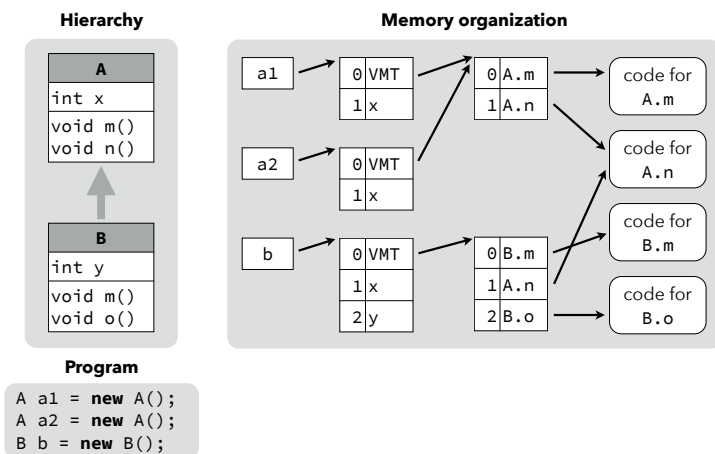 Hierarchy
A
int x
void m()
void n()
B
int y
void m()
void o()
Program
A a1 = new A();
A a2 = new A();
B b = new B();
Memory organization
a1
0 VMT
1 x
0 A.m
1 A.n
code for
A.m
a2
0 VMT
1 x
code for
A.n
b
0 VMT
1 x
2 y
0 B.m
1 A.n
2 B.o
code for
B.m
code for
B.o